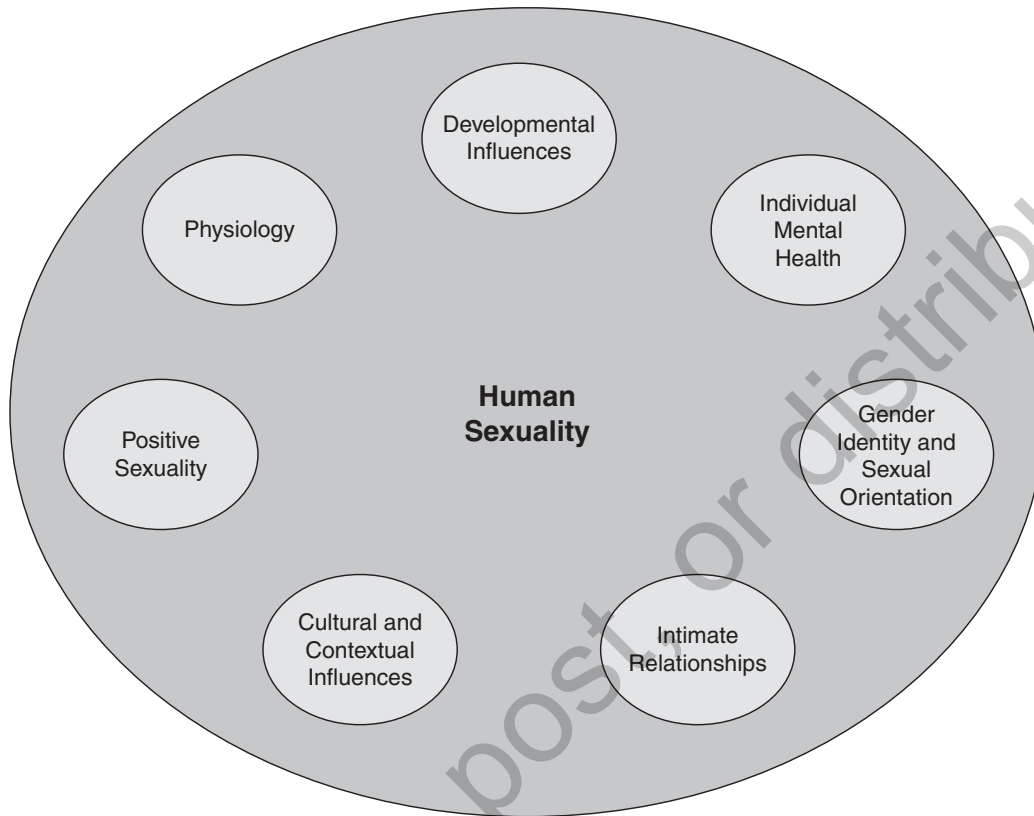 Developmental
Influences
Individual
Mental
Health
Physiology
Human
Sexuality
Positive
Sexuality
Gender
Identity and
Sexual
Orientation
Cultural and
Contextual
Influences
Intimate
Relationships
post, or